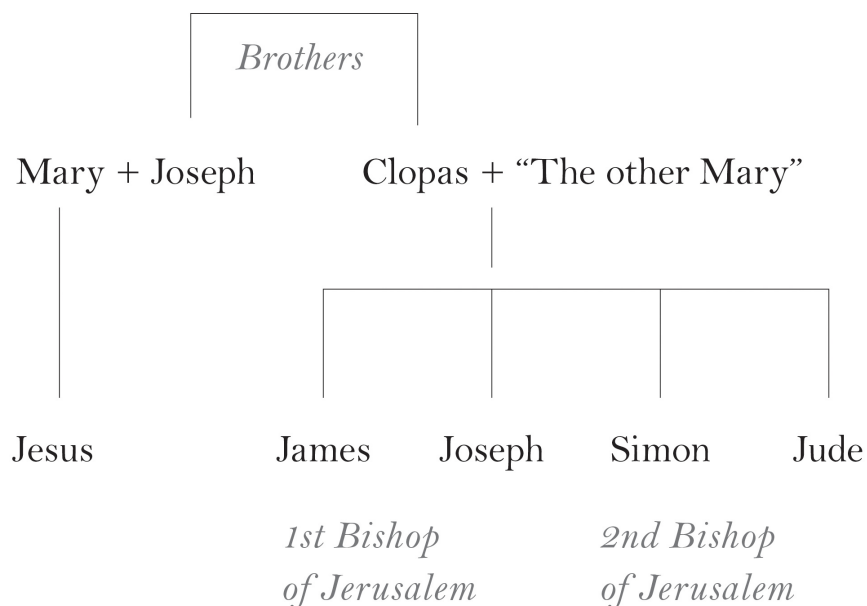 Brothers
Mary + Joseph
Clopas + “The other Mary”
Jesus
James
Joseph
Simon
Jude
1st Bishop
of Jerusalem
2nd Bishop
of Jerusalem